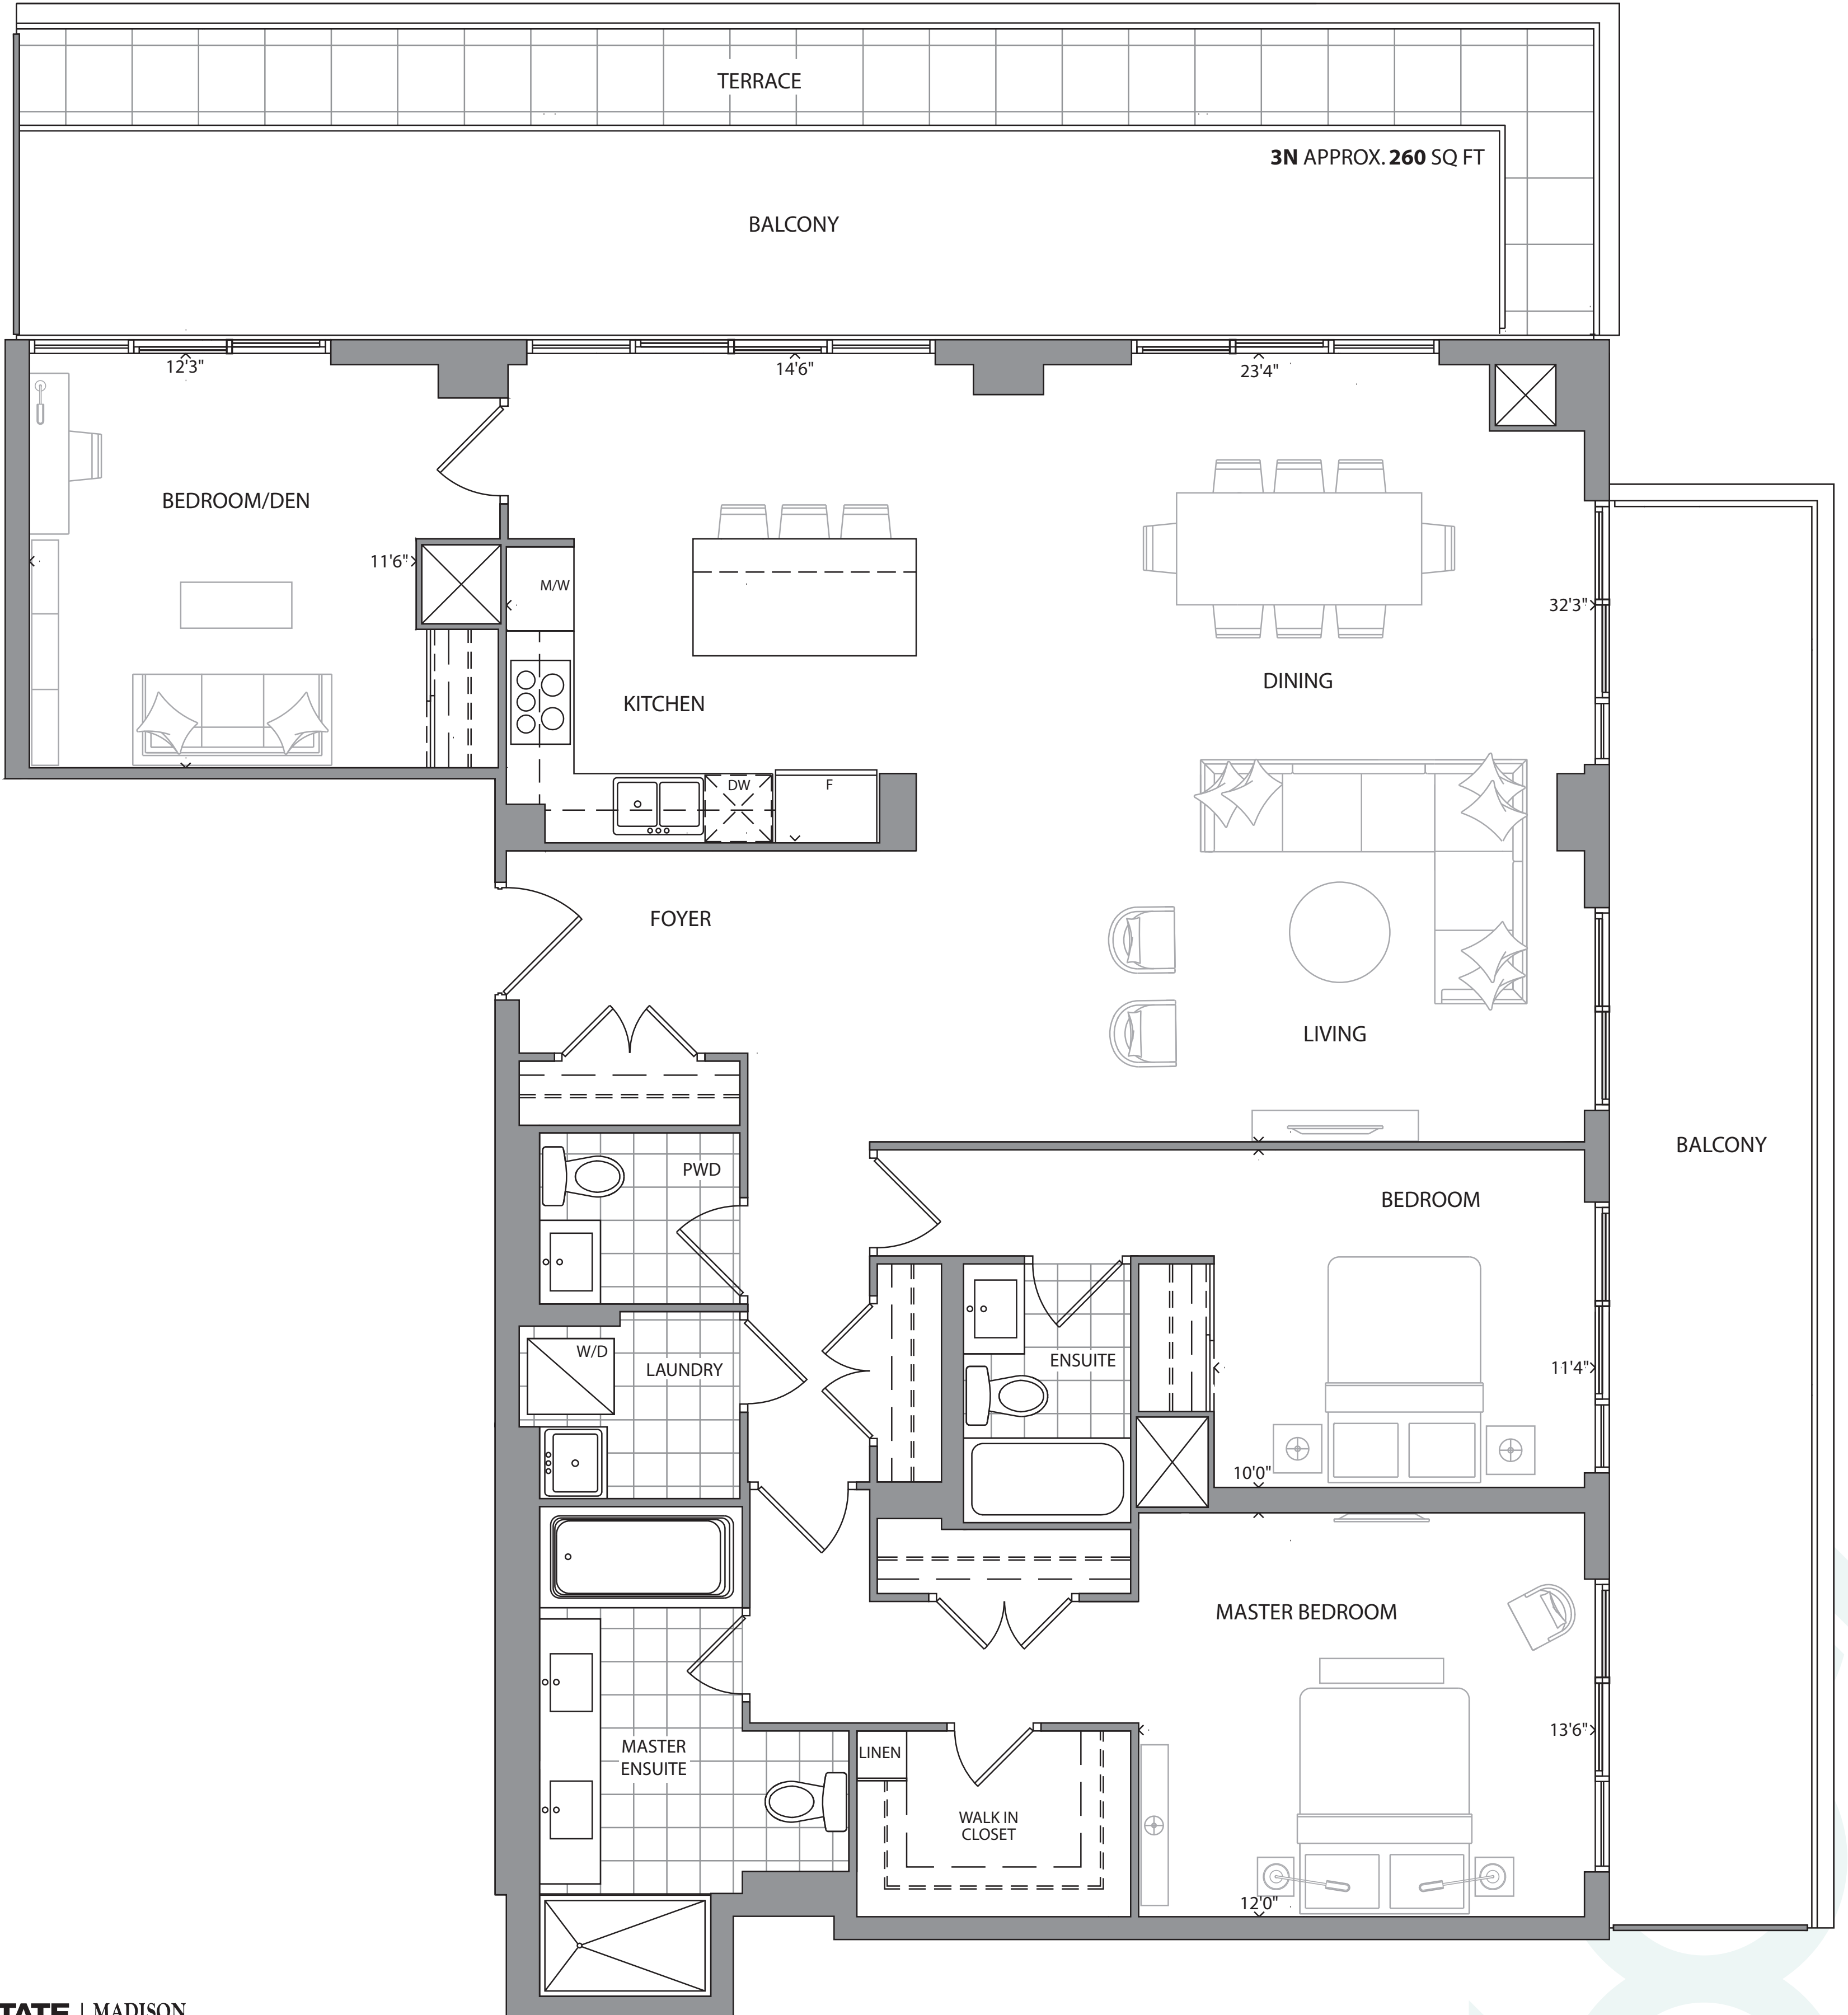 TERRACE
3N APPROX. 260 SQ FT
BALCONY
12'3"
14'6"
23'4"
BEDROOM/DEN
11'6"
M/W
32'3"
DINING
KITCHEN
DW
F
FOYER
LIVING
BALCONY
PWD
BEDROOM
W/D
LAUNDRY
ENSUITE
11'4"
10'0"
MASTER BEDROOM
13'6"
MASTER
ENSUITE
LINEN
WALK IN
CLOSET
12'0"
TATE | MADISON